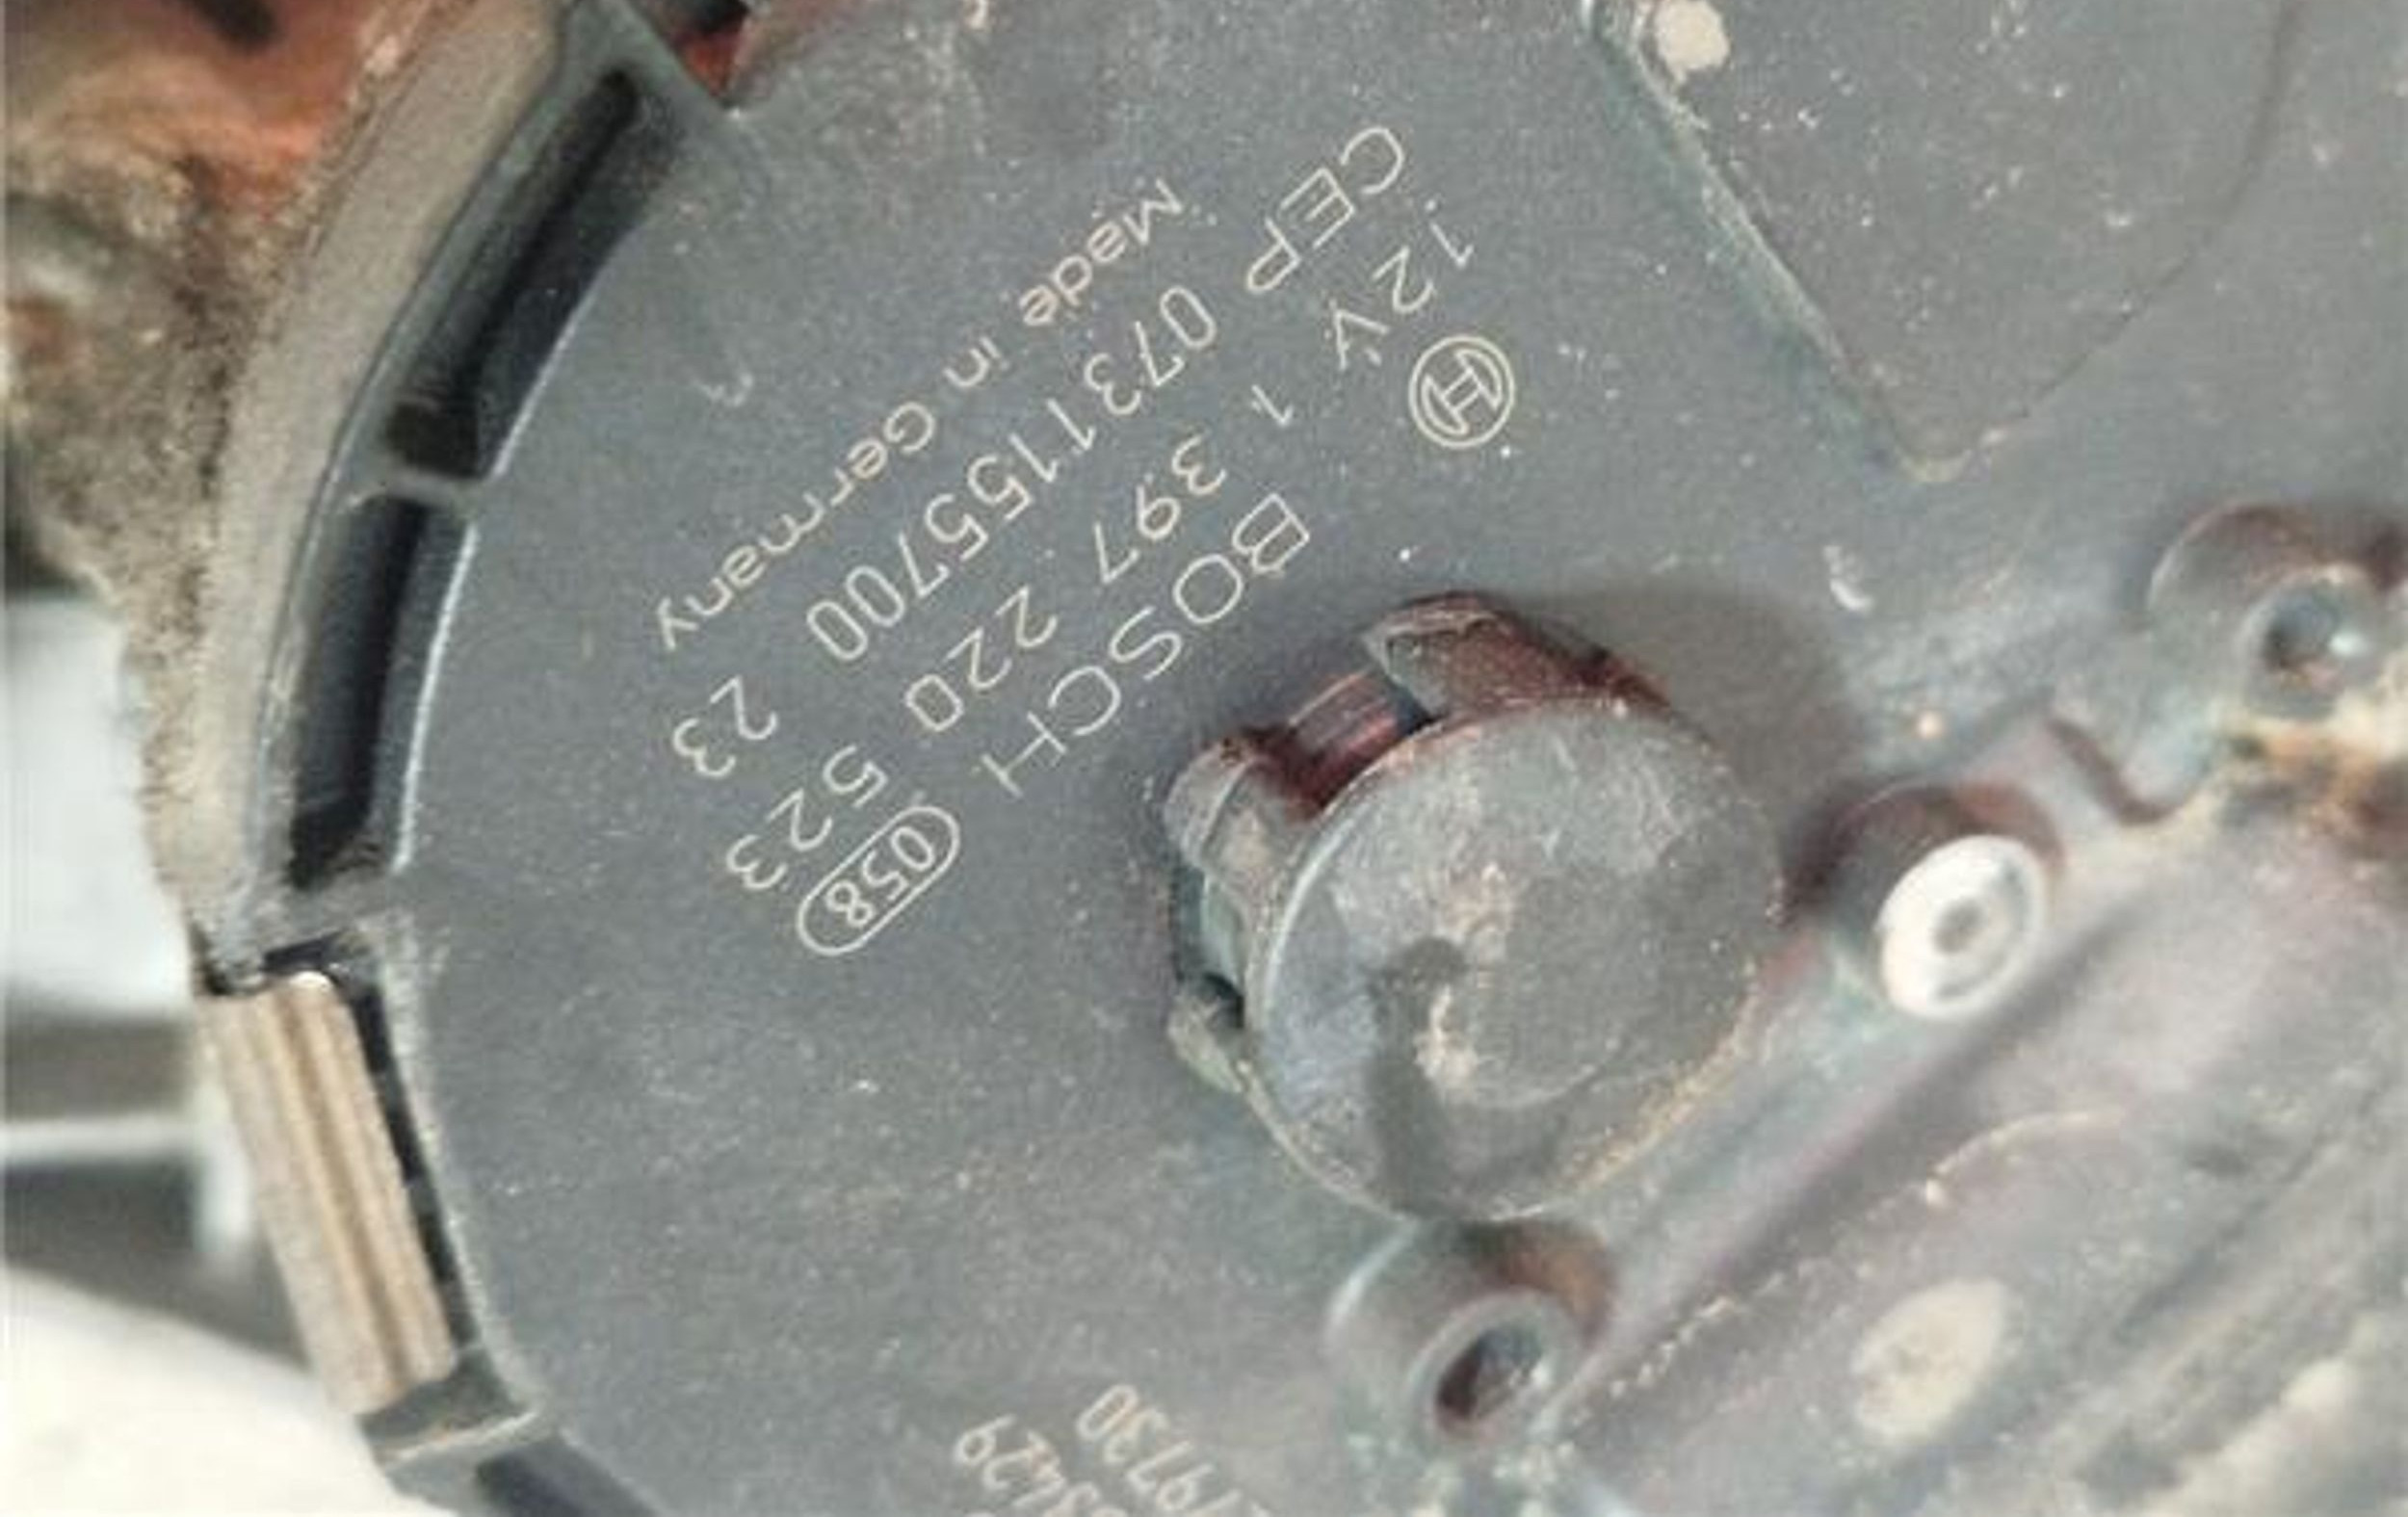 BOSCH 058
12V 1 397 220 523
CEP 0731155700 23
Made in Germany